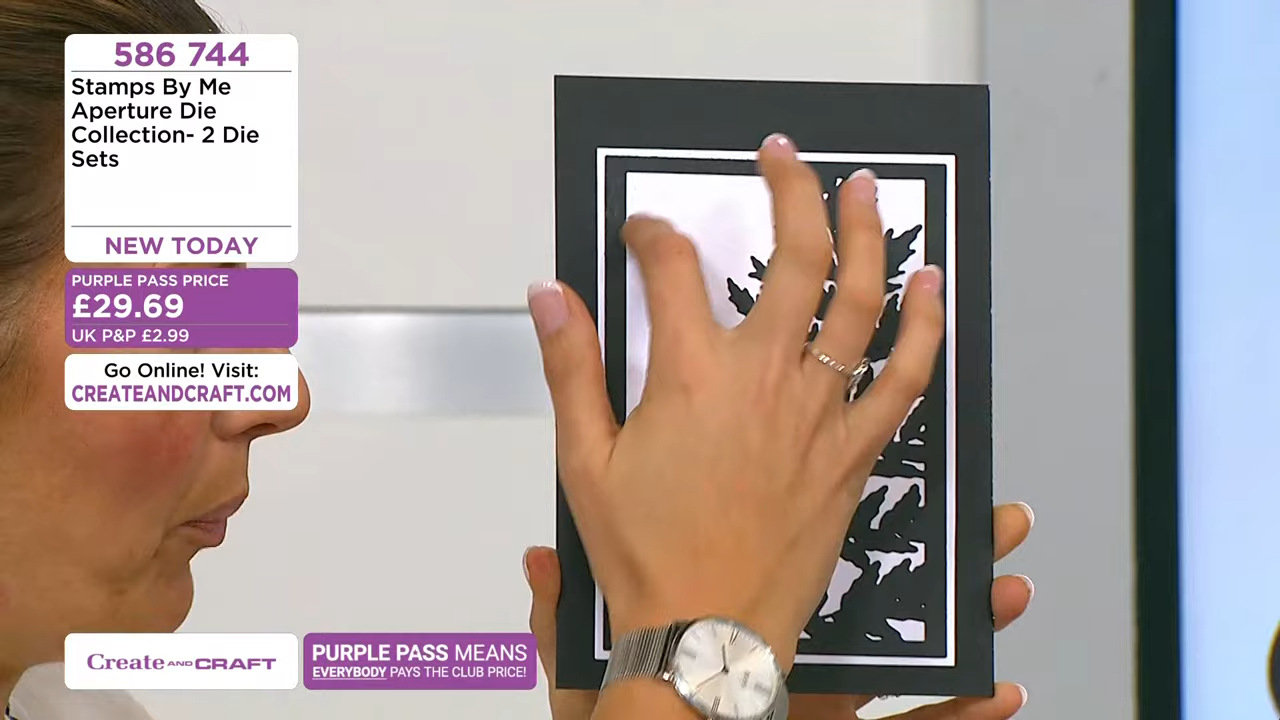 586 744
Stamps By Me
Aperture Die
Collection- 2 Die
Sets
NEW TODAY
PURPLE PASS PRICE
£29.69
UK P&P £2.99
Go Online! Visit:
CREATEANDCRAFT.COM
Create AND CRAFT
PURPLE PASS MEANS
EVERYBODY PAYS THE CLUB PRICE!